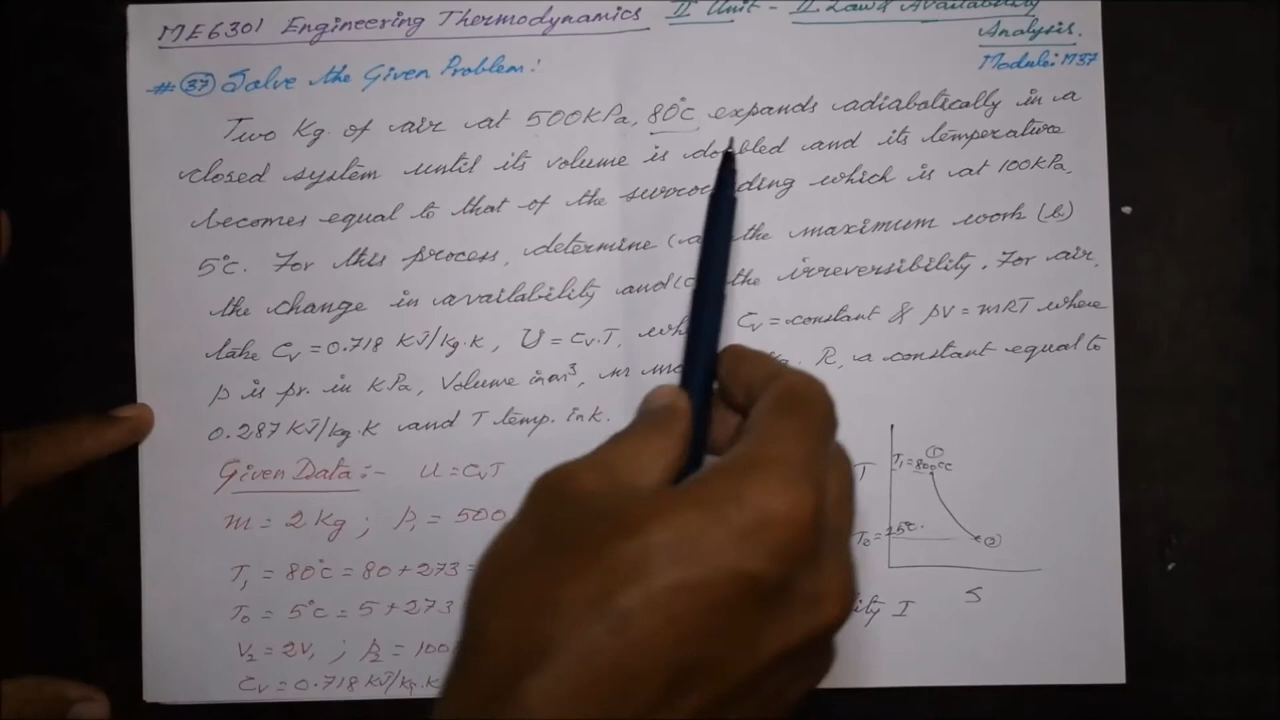 ME6301 Engineering Thermodynamics II Unit - II Law & Availability
Analysis.
Module: M37
# 37 Solve the Given Problem:
Two Kg. of air at 500KPa, 80°c expands adiabatically in a
closed system until its volume is doubled and its temperature
becomes equal to that of the which is at 100KPa,
5°c. For this process, determine the maximum work (b)
the change in availability and the irreversibility. For air,
take Cv = 0.718 KJ/kg.K, U = Cv.T, Cv = constant & pV = mRT where
p is pr. in KPa, Volume in m³, m R, a constant equal to
0.287 KJ/kg.K and T temp. in k.
Given Data :- U = CvT
m = 2 Kg ; p₁ = 500
T₁ = 80°c = 80 + 273 =
T₀ = 5°c = 5 + 273
V₂ = 2V₁ ; p₂ = 100
Cv = 0.718 KJ/kg.K
T
①
T₀ = 25°c.
②
S
I